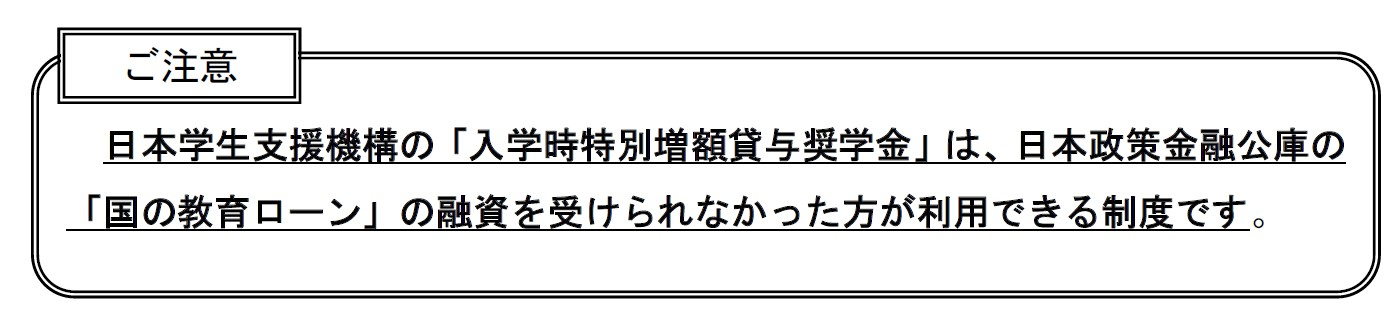 ご注意
日本学生支援機構の「入学時特別増額貸与奨学金」は、日本政策金融公庫の
「国の教育ローン」の融資を受けられなかった方が利用できる制度です。